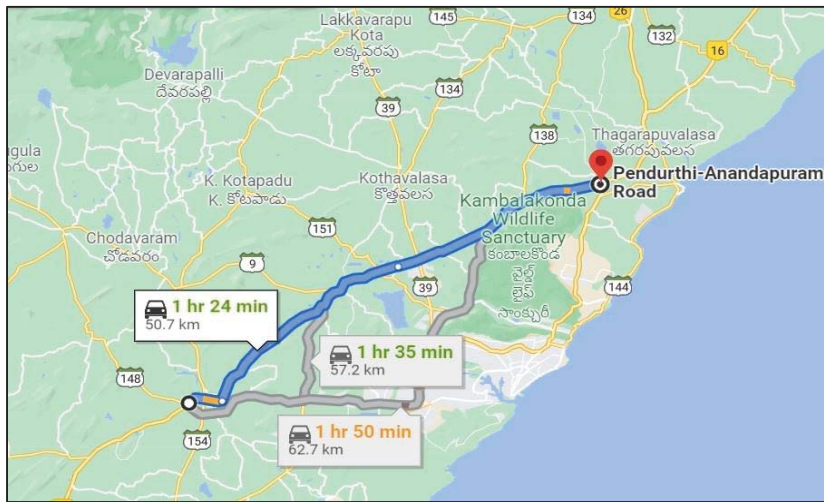 Lakkavarapu
Kota
లక్కవరపు
కోట
145
134
26
132
16
Devarapalli
దేవరపల్లి
53
134
39
138
Thagarapuvalasa
తగరపువలస
Pendurthi-Anandapuram
Road
K. Kotapadu
K. కోటపాడు
Kothavalasa
కొత్తవలస
Kambalakonda
Wildlife
Sanctuary
కంబాలకొండ
వైల్డ్
లైఫ్
సాంక్చురీ
Chodavaram
చోడవరం
151
9
39
144
1 hr 24 min
50.7 km
1 hr 35 min
57.2 km
148
154
1 hr 50 min
62.7 km